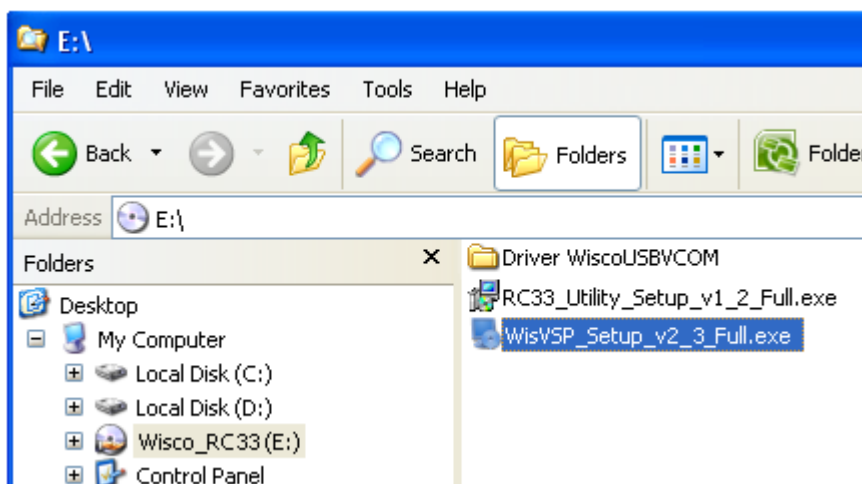 E:\
File Edit View Favorites Tools Help
Back Search Folders
Address E:\
Folders
Desktop
My Computer
Local Disk (C:)
Local Disk (D:)
Wisco_RC33 (E:)
Control Panel
Driver WiscoUSBVCOM
RC33_Utility_Setup_v1_2_Full.exe
WisVSP_Setup_v2_3_Full.exe